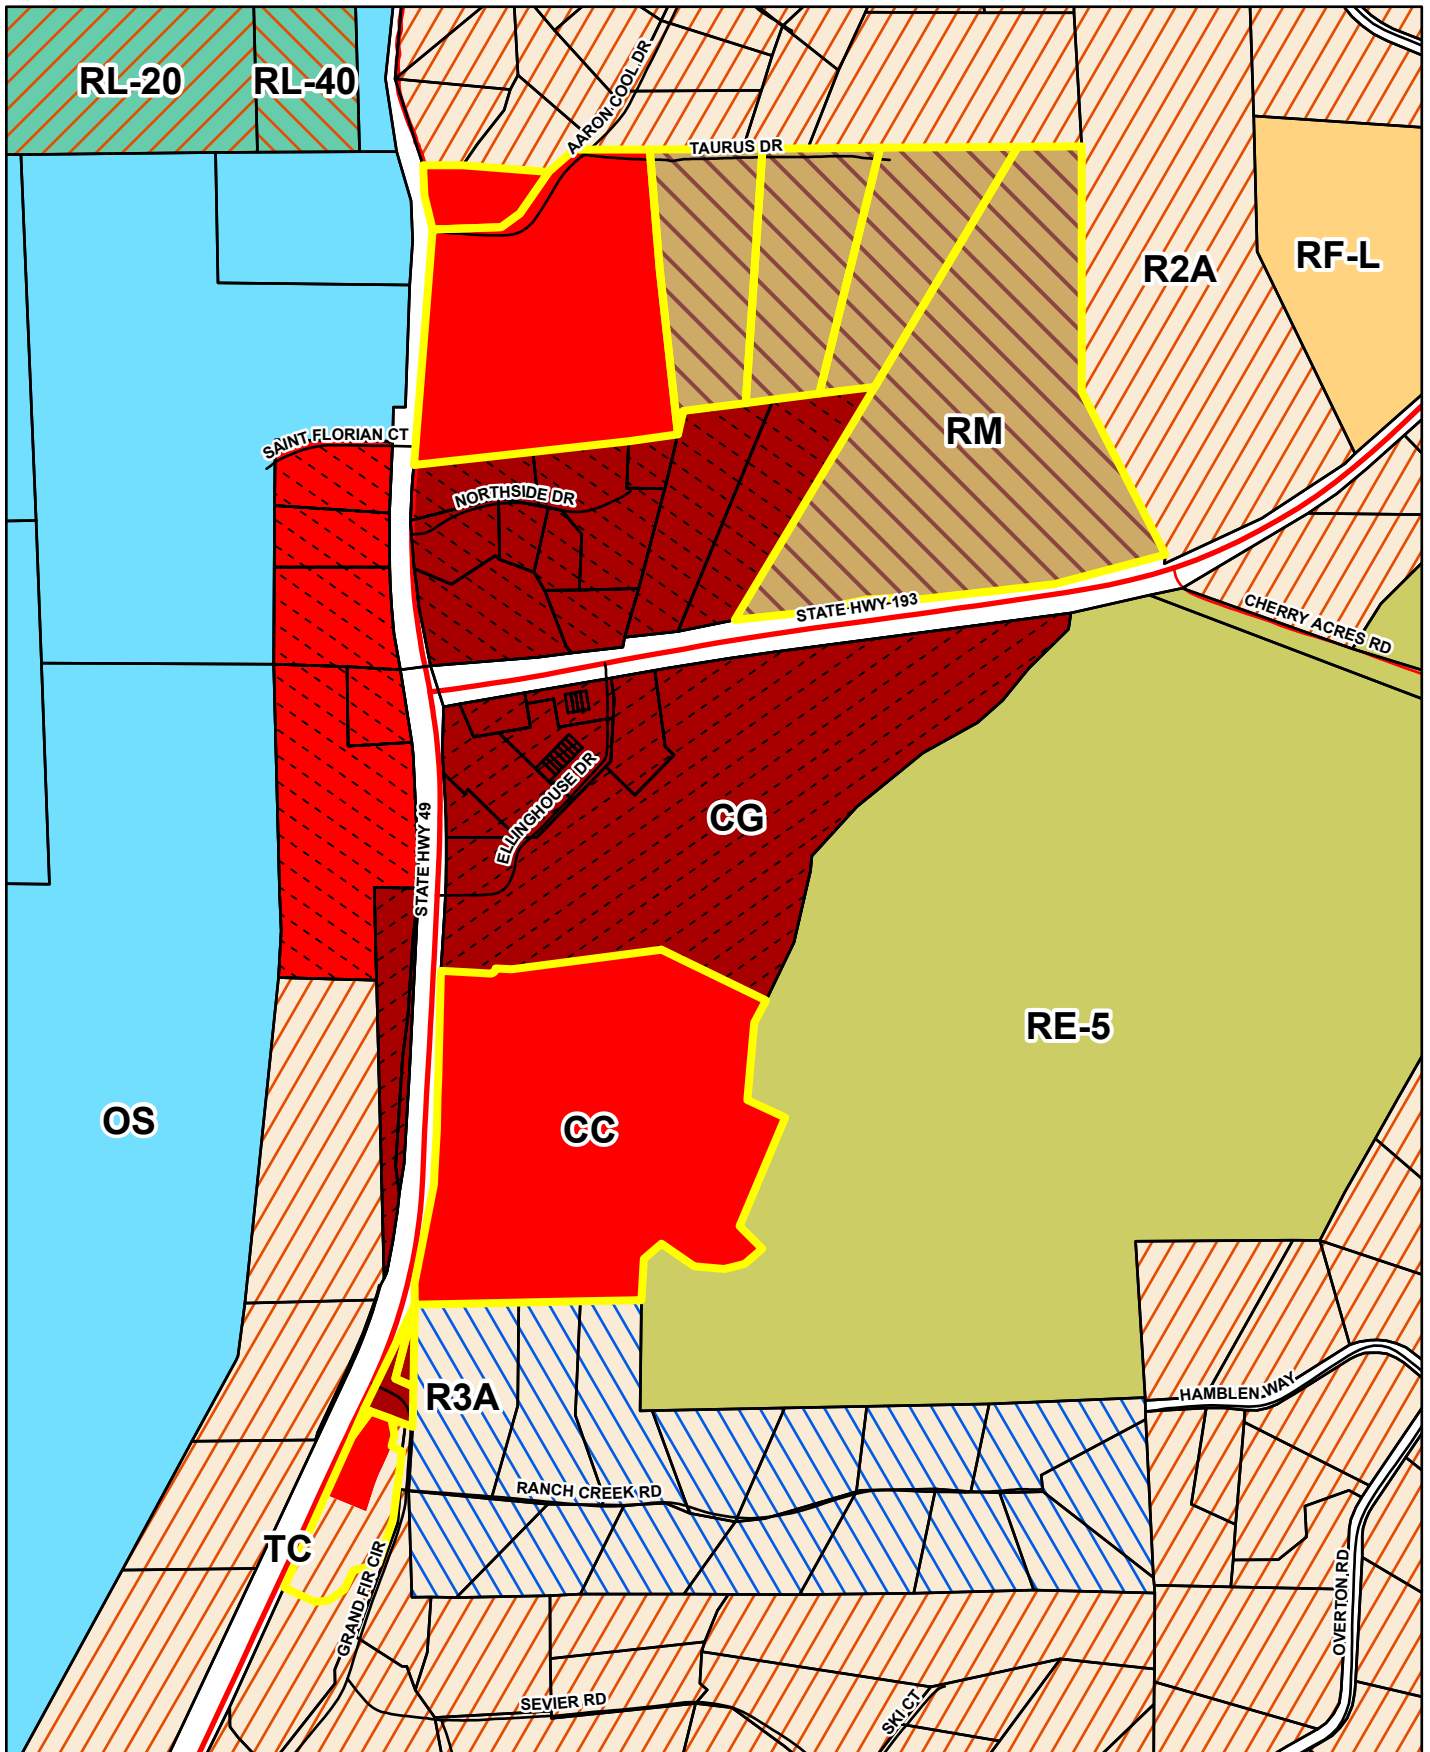 RL-20
RL-40
AARON COOL DR
TAURUS DR
R2A
RF-L
SAINT FLORIAN CT
RM
NORTHSIDE DR
STATE HWY 193
CHERRY ACRES RD
ELLINGHOUSE DR
CG
STATE HWY 49
RE-5
OS
CC
R3A
HAMBLEN WAY
RANCH CREEK RD
TC
GRAND FIR CIR
OVERTON RD
SEVIER RD
SKI CT